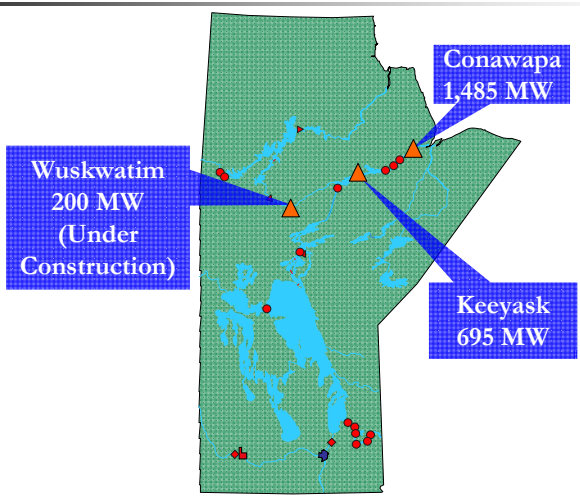 Conawapa
1,485 MW
Wuskwatim
200 MW
(Under
Construction)
Keeyask
695 MW